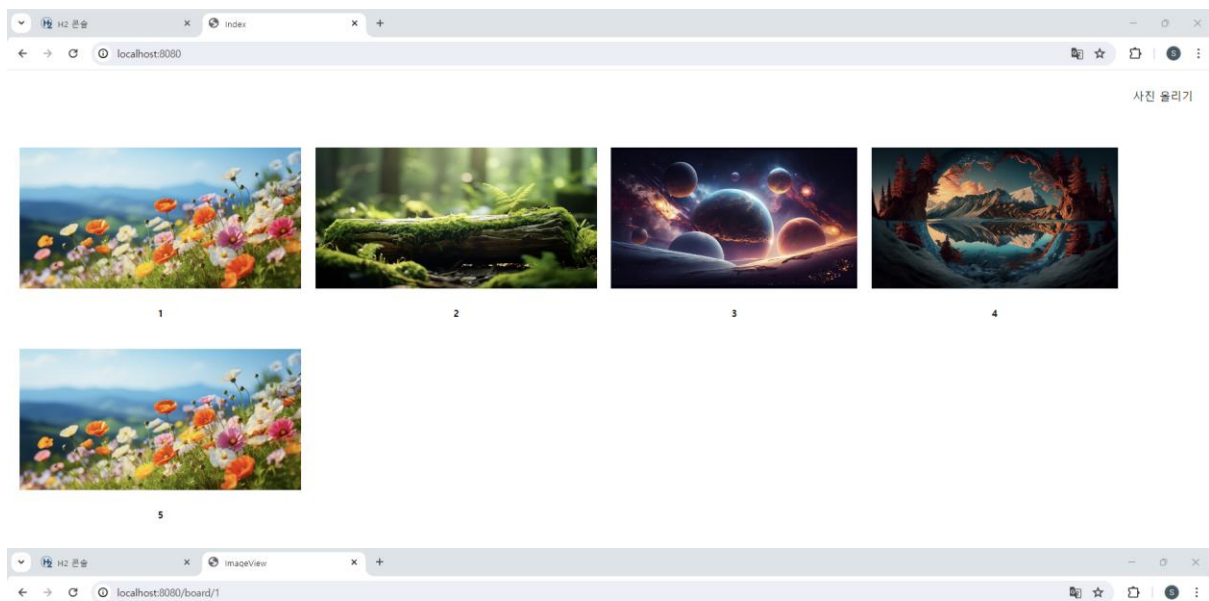 H2 콘솔
Index
localhost:8080
S
사진 올리기
1 2 3 4
5
H2 콘솔
ImageView
localhost:8080/board/1
S